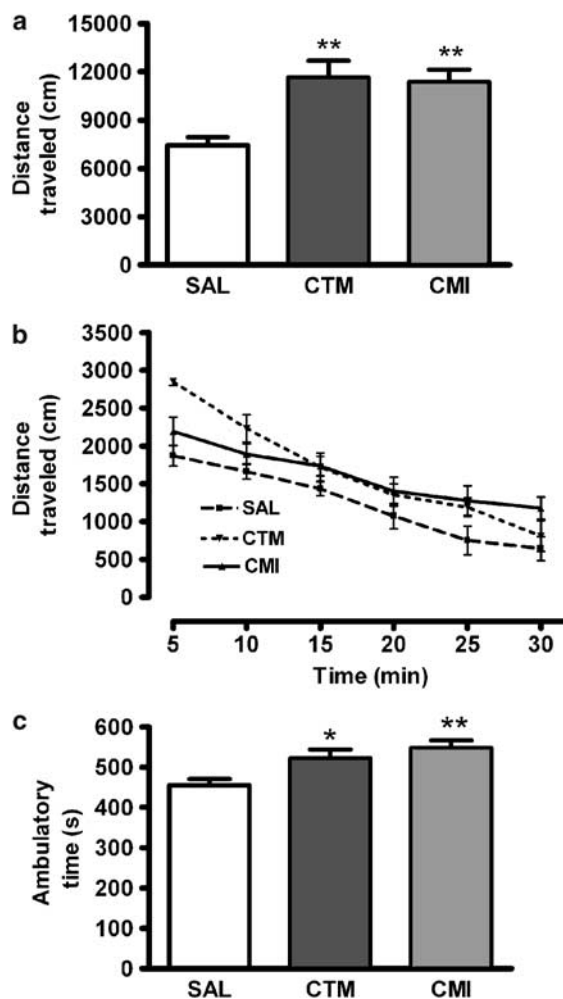 a
15000
12000
9000
6000
3000
0
Distance
traveled (cm)
**
**
SAL
CTM
CMI
b
3500
3000
2500
2000
1500
1000
500
0
Distance
traveled (cm)
SAL
CTM
CMI
5
10
15
20
25
30
Time (min)
c
600
500
400
300
200
100
0
Ambulatory
time (s)
*
**
SAL
CTM
CMI